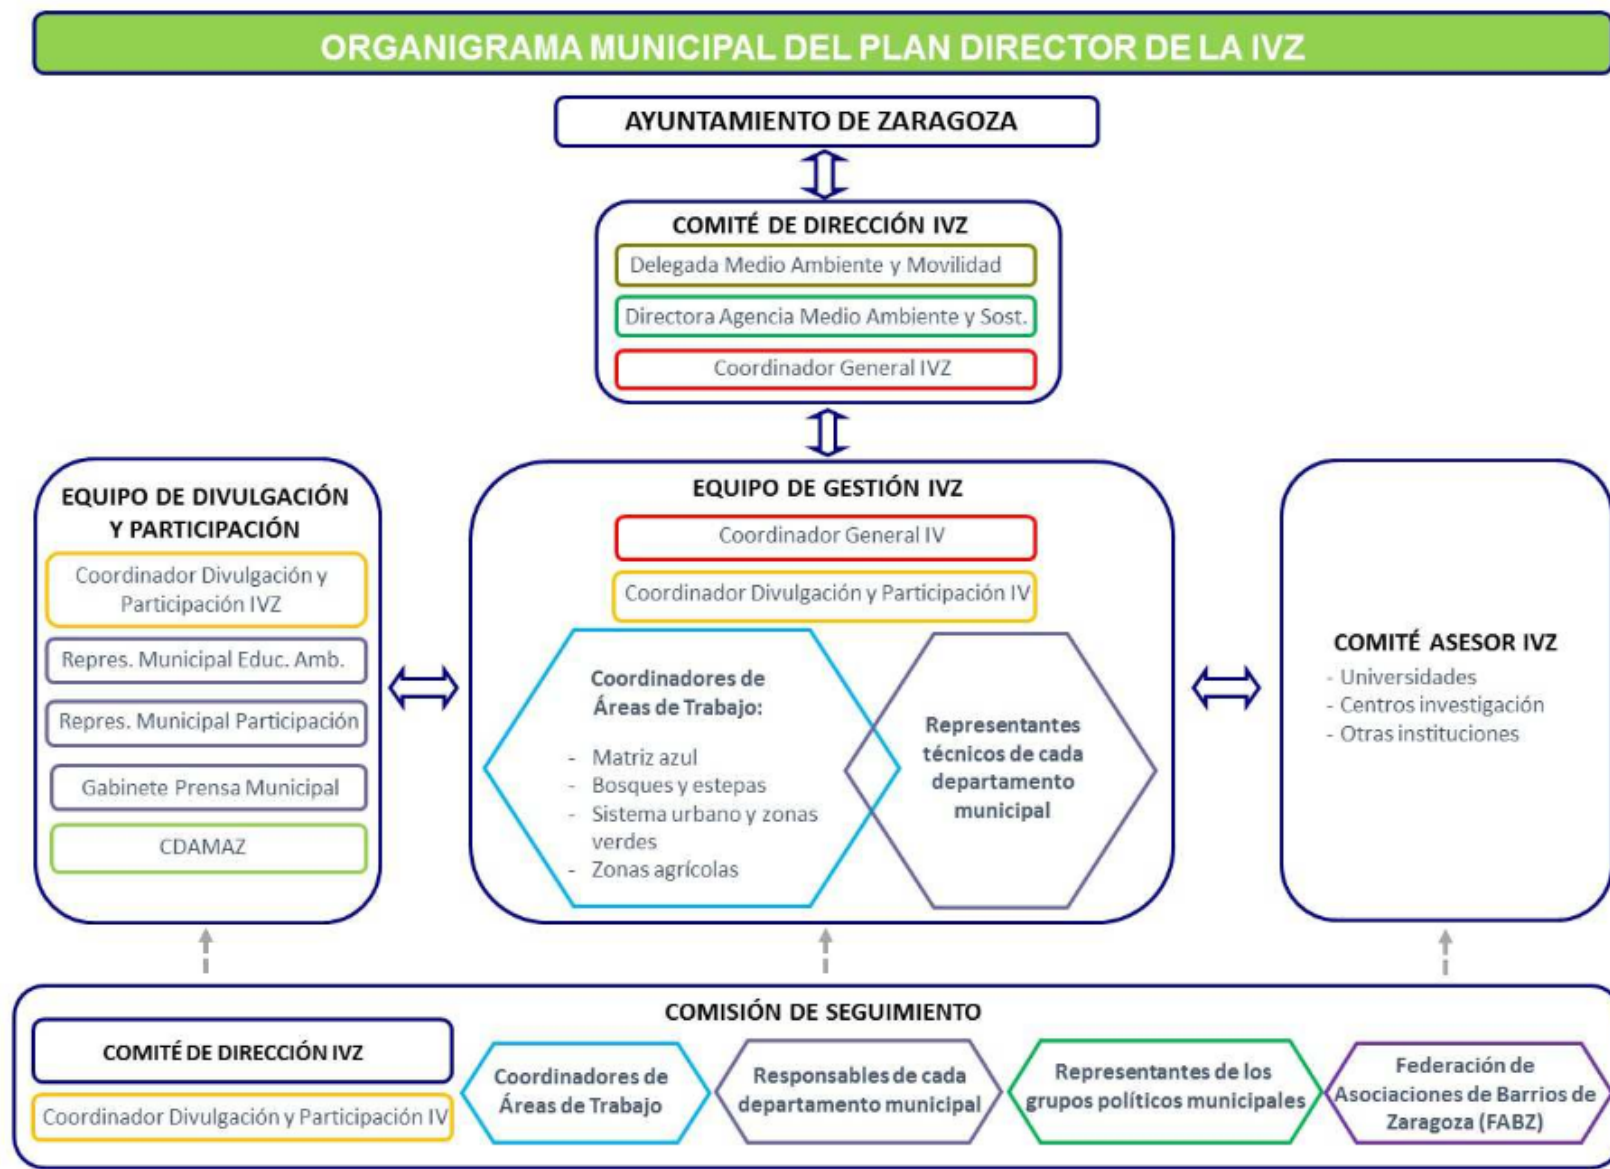 ORGANIGRAMA MUNICIPAL DEL PLAN DIRECTOR DE LA IVZ
AYUNTAMIENTO DE ZARAGOZA
COMITÉ DE DIRECCIÓN IVZ
Delegada Medio Ambiente y Movilidad
Directora Agencia Medio Ambiente y Sost.
Coordinador General IVZ
EQUIPO DE DIVULGACIÓN
Y PARTICIPACIÓN
Coordinador Divulgación y
Participación IVZ
Repres. Municipal Educ. Amb.
Repres. Municipal Participación
Gabinete Prensa Municipal
CDAMAZ
EQUIPO DE GESTIÓN IVZ
Coordinador General IV
Coordinador Divulgación y Participación IV
Coordinadores de
Áreas de Trabajo:
- Matriz azul
- Bosques y estepas
- Sistema urbano y zonas
verdes
- Zonas agrícolas
Representantes
técnicos de cada
departamento
municipal
COMITÉ ASESOR IVZ
- Universidades
- Centros investigación
- Otras instituciones
COMISIÓN DE SEGUIMIENTO
COMITÉ DE DIRECCIÓN IVZ
Coordinador Divulgación y Participación IV
Coordinadores de
Áreas de Trabajo
Responsables de cada
departamento municipal
Representantes de los
grupos políticos municipales
Federación de
Asociaciones de Barrios de
Zaragoza (FABZ)